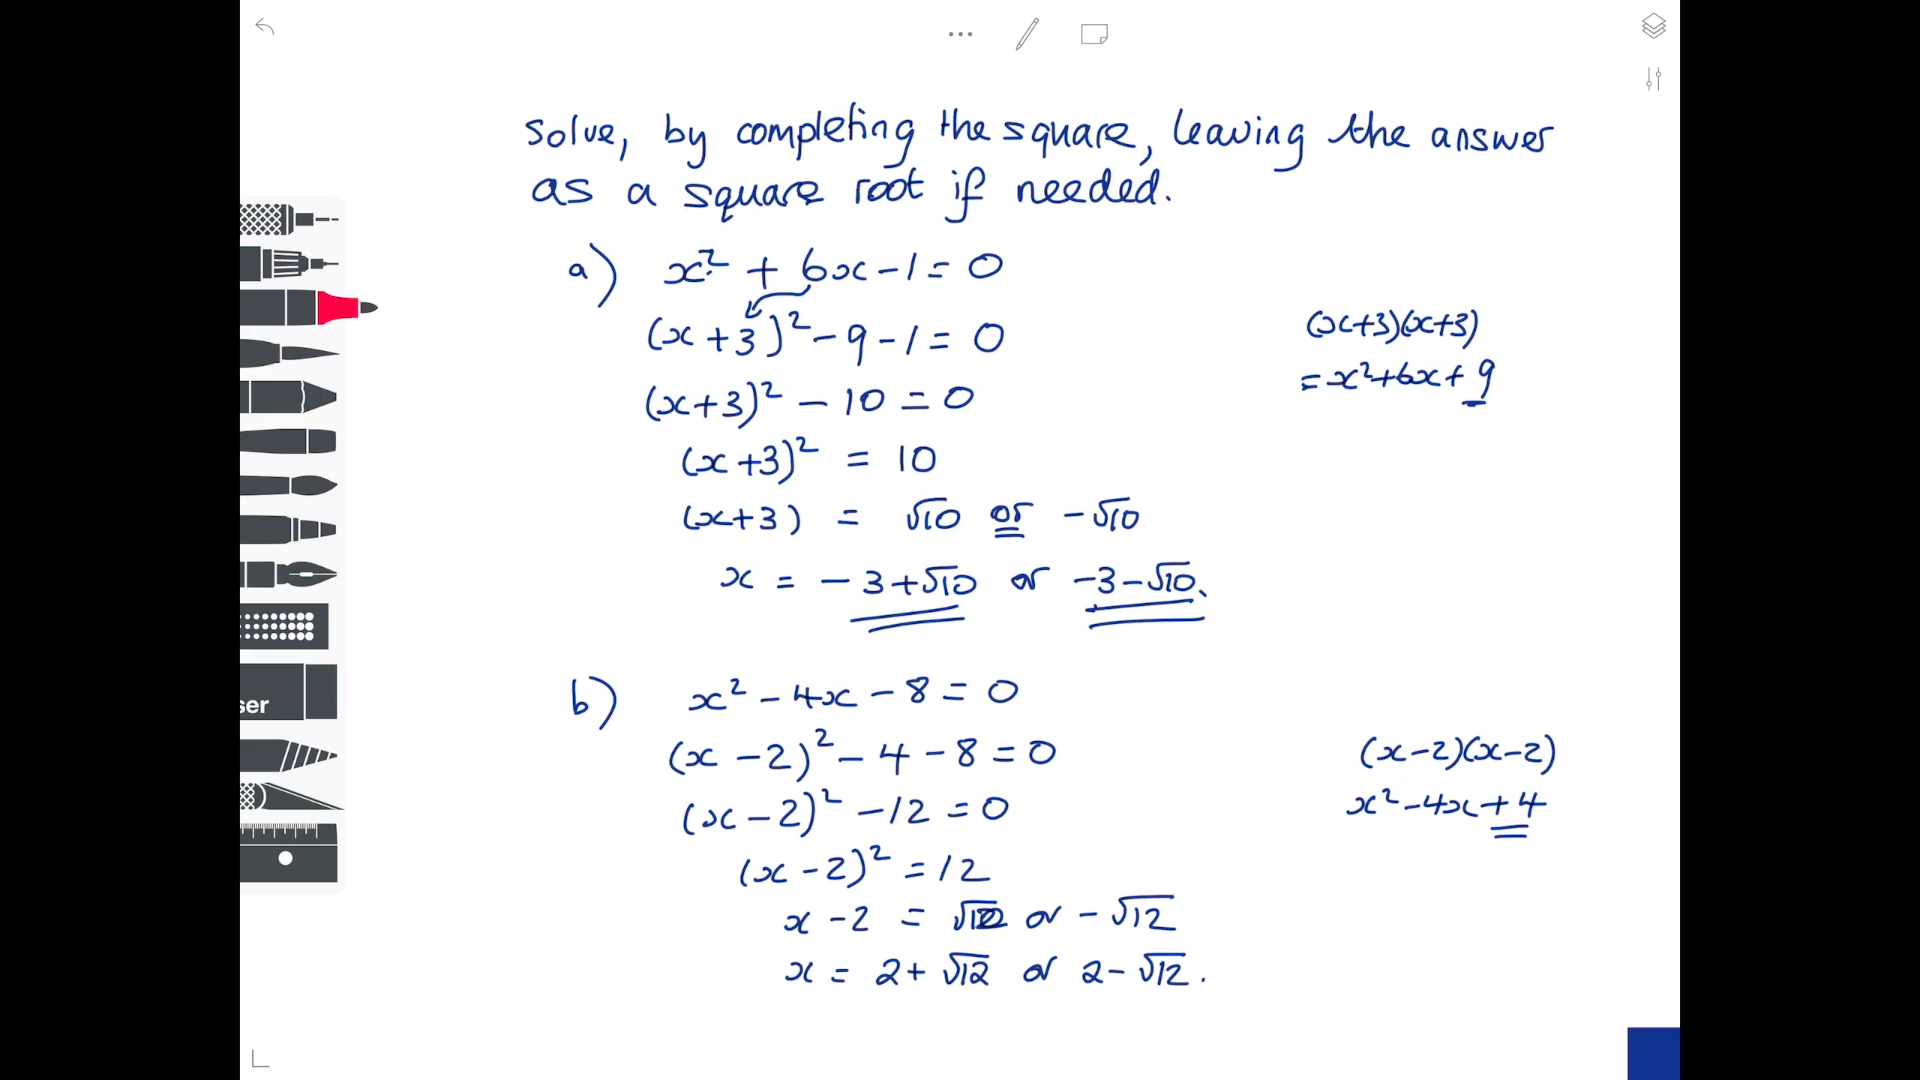 solve, by completing the square, leaving the answer
as a square root if needed.
a) x² + 6x - 1 = 0
(x + 3)² - 9 - 1 = 0
(x+3)(x+3)
= x² + 6x + 9
(x+3)² - 10 = 0
(x+3)² = 10
(x+3) = √10 or -√10
x = -3+√10 or -3-√10.
b) x² - 4x - 8 = 0
(x - 2)² - 4 - 8 = 0
(x-2)(x-2)
x² - 4x + 4
(x-2)² - 12 = 0
(x-2)² = 12
x - 2 = √12 or -√12
x = 2+√12 or 2-√12.
ser